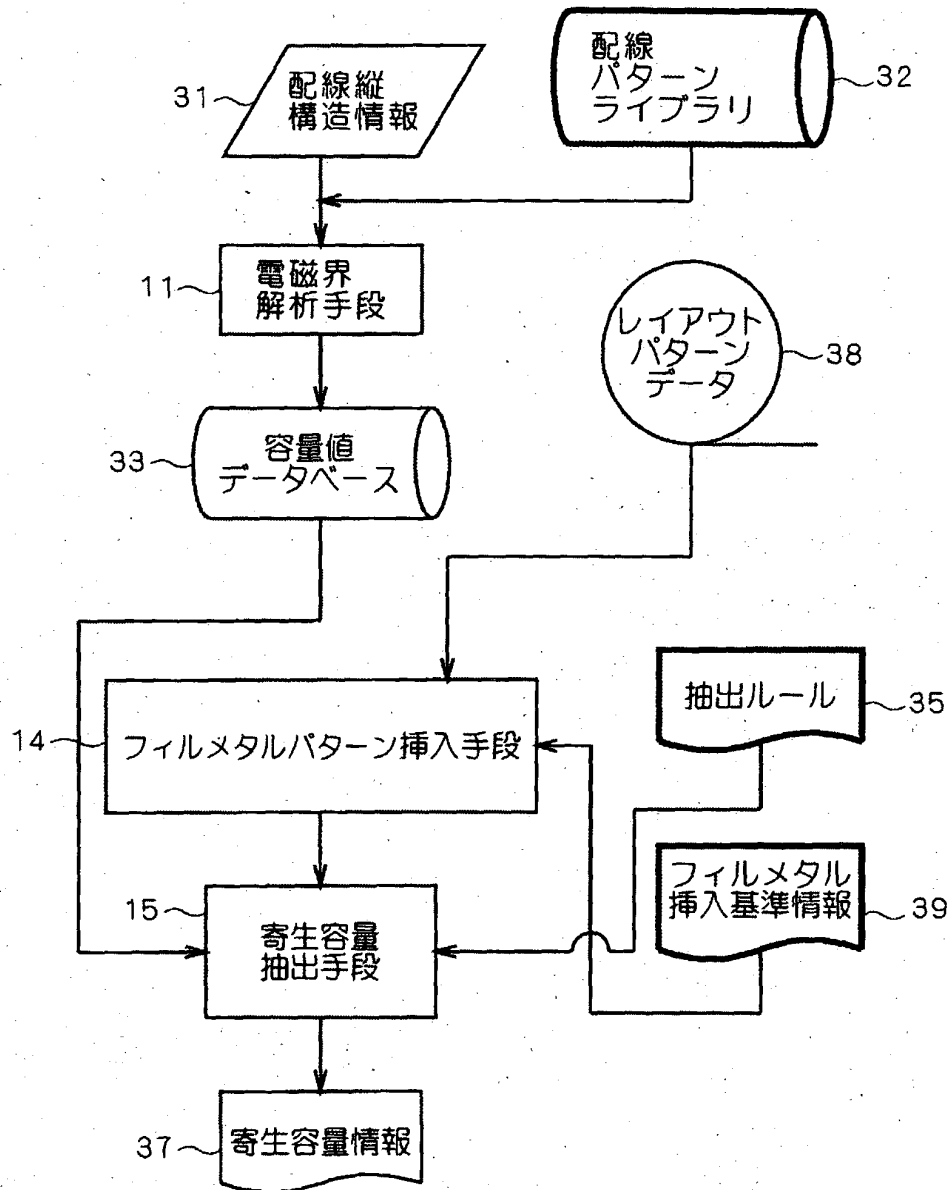 31
配線縦
構造情報
配線
パターン
ライブラリ
32
11
電磁界
解析手段
レイアウト
パターン
データ
38
33
容量値
データベース
14
フィルメタルパターン挿入手段
抽出ルール
35
15
寄生容量
抽出手段
フィルメタル
挿入基準情報
39
37
寄生容量情報